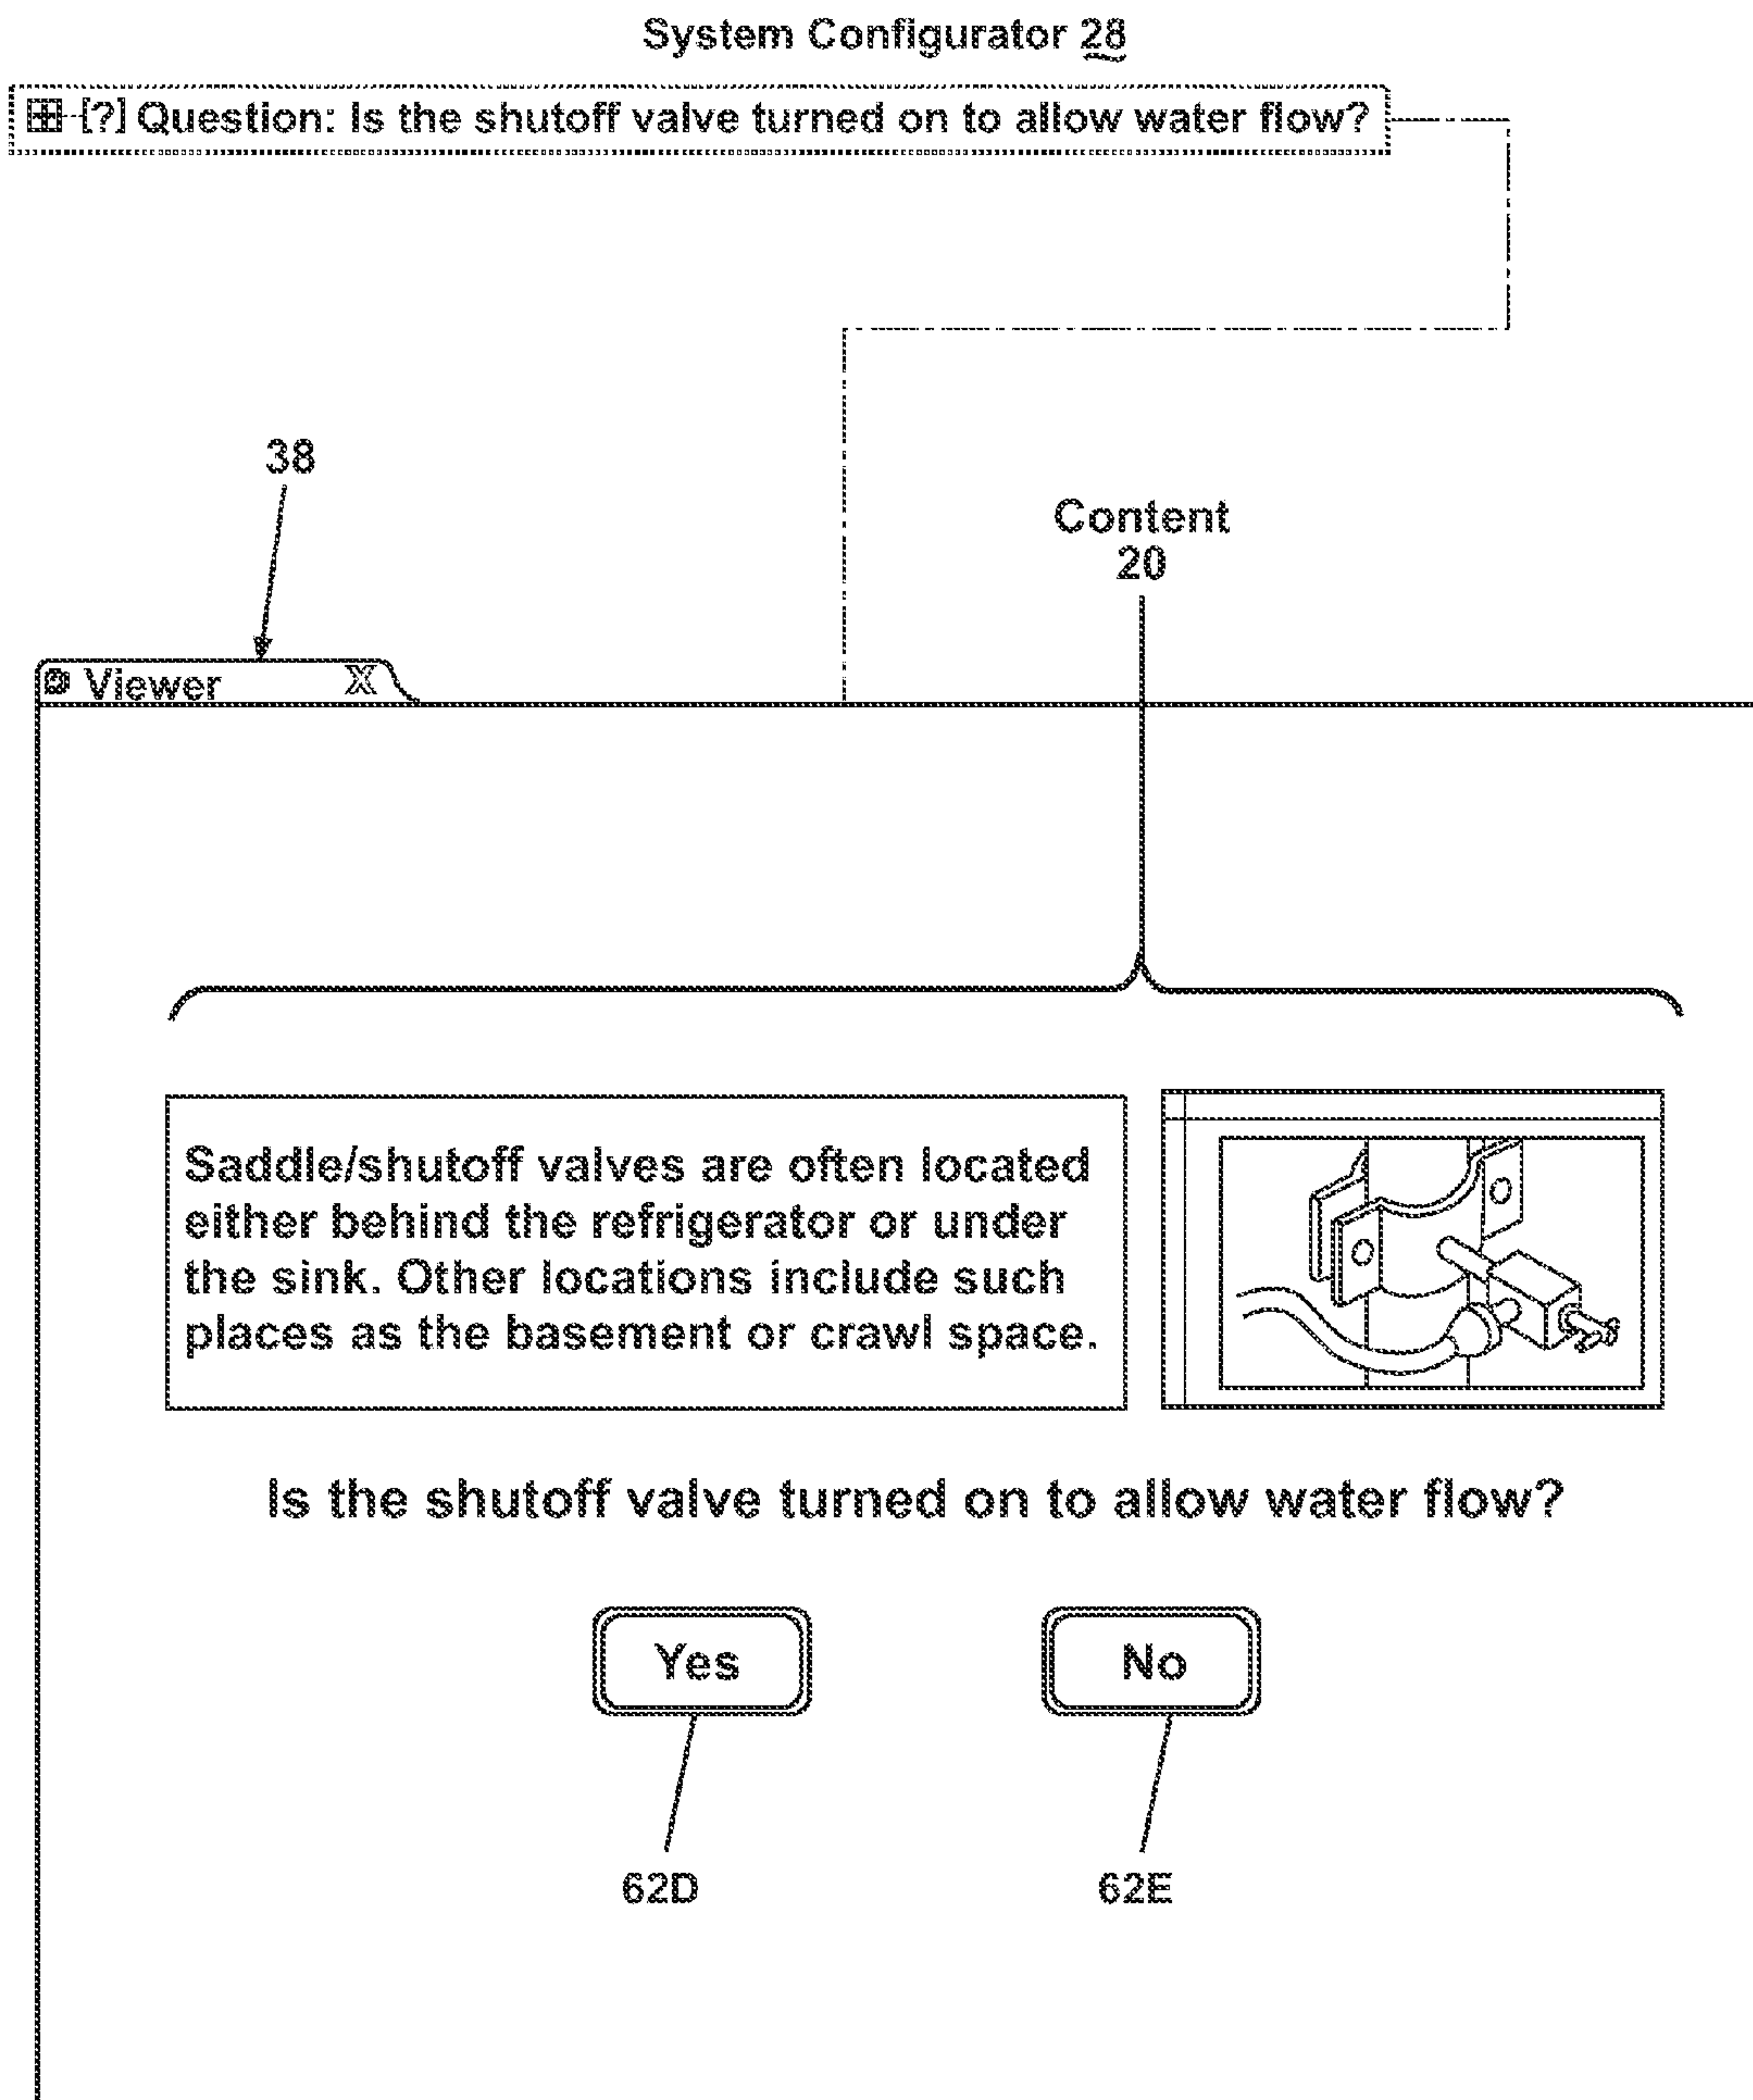 System Configurator 28
[?] Question: Is the shutoff valve turned on to allow water flow?
38
Content
20
Viewer X
Saddle/shutoff valves are often located
either behind the refrigerator or under
the sink. Other locations include such
places as the basement or crawl space.
Is the shutoff valve turned on to allow water flow?
Yes No
62D 62E